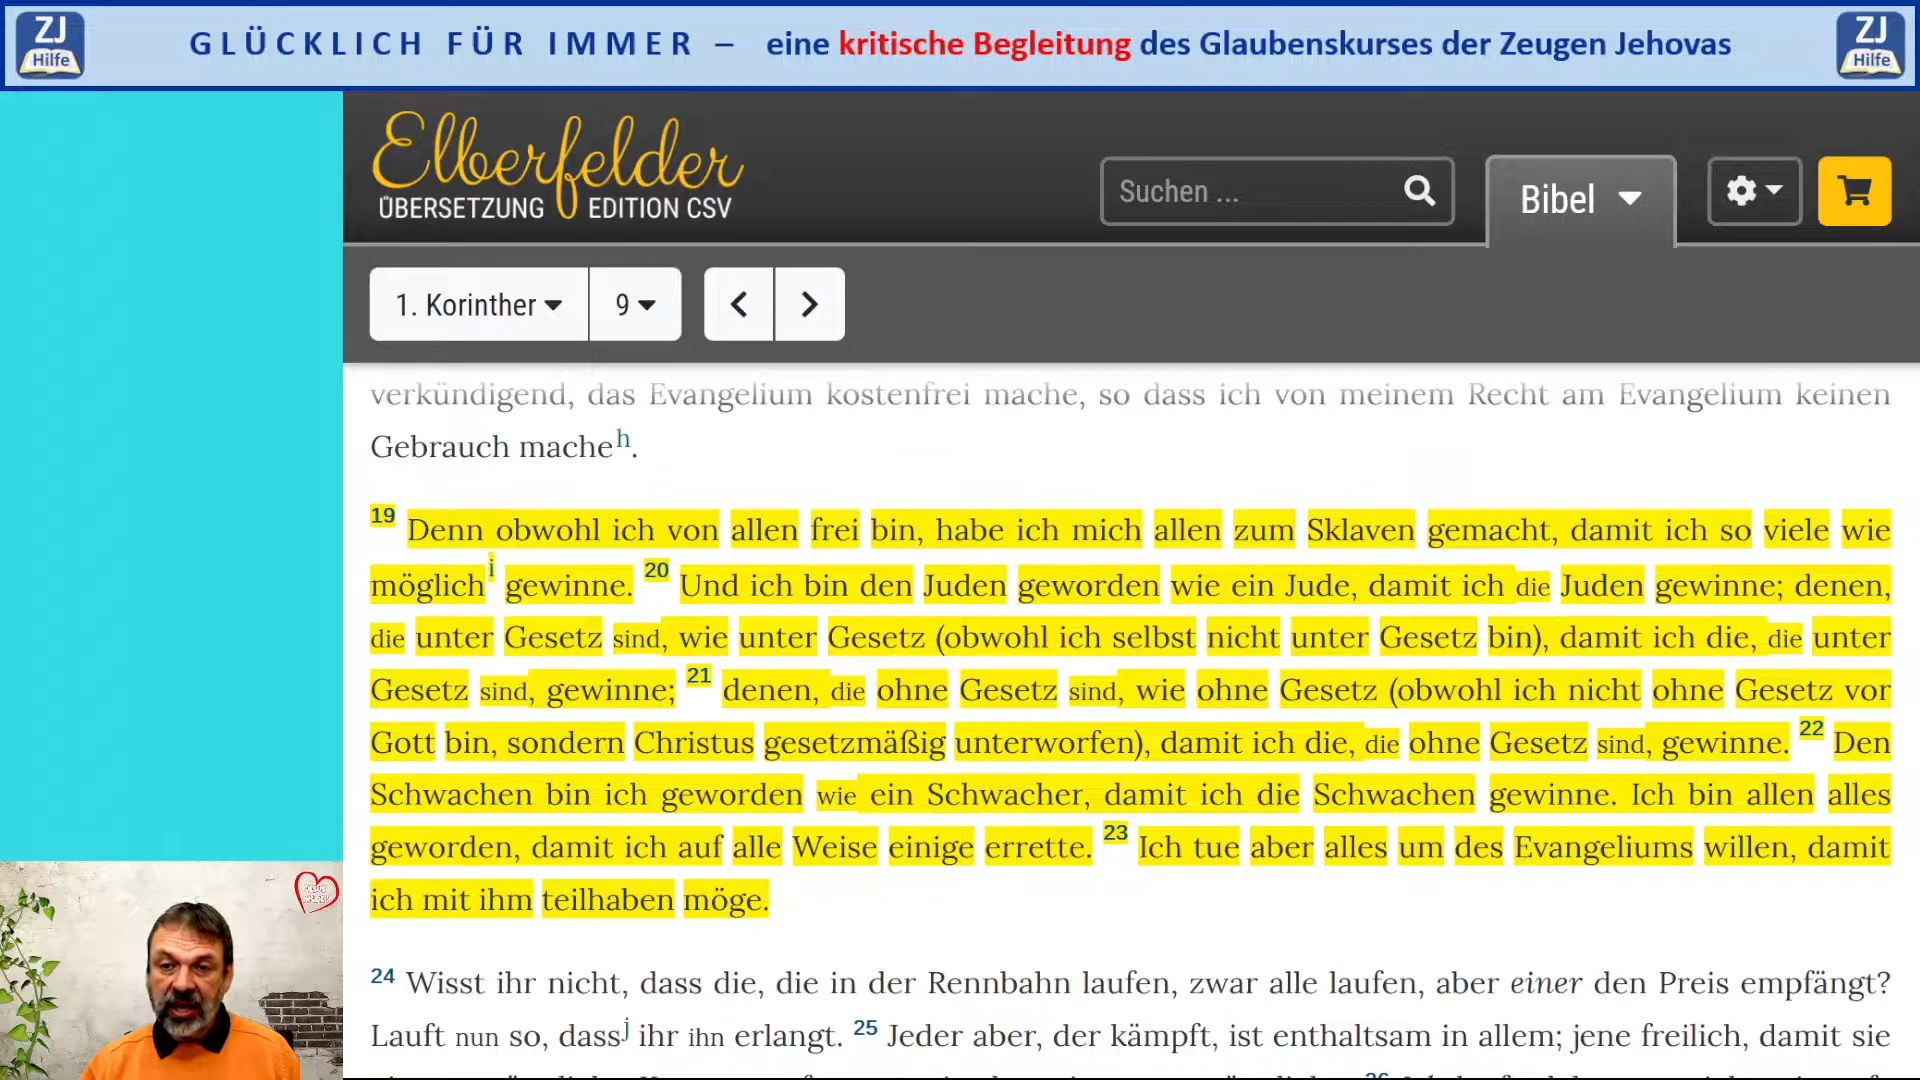 ZJ
Hilfe
GLÜCKLICH FÜR IMMER – eine kritische Begleitung des Glaubenskurses der Zeugen Jehovas
ZJ
Hilfe
Elberfelder
ÜBERSETZUNG EDITION CSV
Suchen ...
Bibel
1. Korinther
9
verkündigend, das Evangelium kostenfrei mache, so dass ich von meinem Recht am Evangelium keinen
Gebrauch mache h.
19 Denn obwohl ich von allen frei bin, habe ich mich allen zum Sklaven gemacht, damit ich so viele wie
möglich i gewinne. 20 Und ich bin den Juden geworden wie ein Jude, damit ich die Juden gewinne; denen,
die unter Gesetz sind, wie unter Gesetz (obwohl ich selbst nicht unter Gesetz bin), damit ich die, die unter
Gesetz sind, gewinne; 21 denen, die ohne Gesetz sind, wie ohne Gesetz (obwohl ich nicht ohne Gesetz vor
Gott bin, sondern Christus gesetzmäßig unterworfen), damit ich die, die ohne Gesetz sind, gewinne. 22 Den
Schwachen bin ich geworden wie ein Schwacher, damit ich die Schwachen gewinne. Ich bin allen alles
geworden, damit ich auf alle Weise einige errette. 23 Ich tue aber alles um des Evangeliums willen, damit
ich mit ihm teilhaben möge.
24 Wisst ihr nicht, dass die, die in der Rennbahn laufen, zwar alle laufen, aber einer den Preis empfängt?
Lauft nun so, dass j ihr ihn erlangt. 25 Jeder aber, der kämpft, ist enthaltsam in allem; jene freilich, damit sie